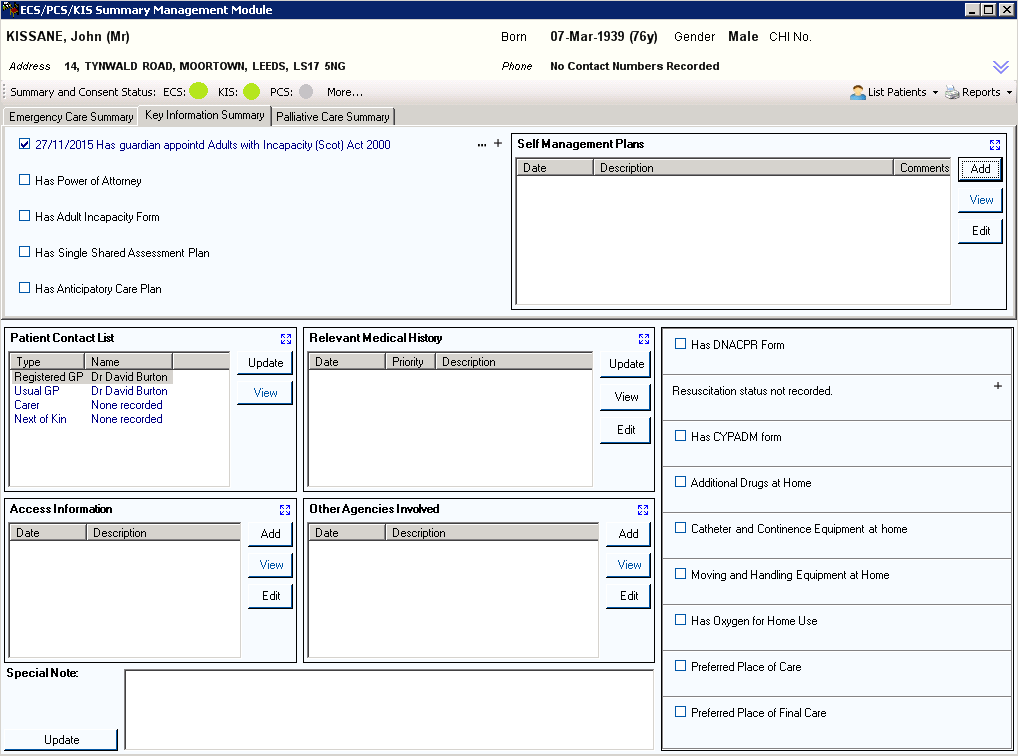 ECS/PCS/KIS Summary Management Module
KISSANE, John (Mr) Born 07-Mar-1939 (76y) Gender Male CHI No.
Address 14, TYNWALD ROAD, MOORTOWN, LEEDS, LS17 5NG Phone No Contact Numbers Recorded
Summary and Consent Status: ECS: KIS: PCS: More... List Patients Reports
Emergency Care Summary Key Information Summary Palliative Care Summary
27/11/2015 Has guardian appointd Adults with Incapacity (Scot) Act 2000 ... +
Has Power of Attorney
Has Adult Incapacity Form
Has Single Shared Assessment Plan
Has Anticipatory Care Plan
Self Management Plans
Date Description Comments Add
View
Edit
Patient Contact List
Type Name Update
Registered GP Dr David Burton
Usual GP Dr David Burton View
Carer None recorded
Next of Kin None recorded
Relevant Medical History
Date Priority Description Update
View
Edit
Access Information
Date Description Add
View
Edit
Other Agencies Involved
Date Description Add
View
Edit
Has DNACPR Form
Resuscitation status not recorded. +
Has CYPADM form
Additional Drugs at Home
Catheter and Continence Equipment at home
Moving and Handling Equipment at Home
Has Oxygen for Home Use
Preferred Place of Care
Preferred Place of Final Care
Special Note:
Update